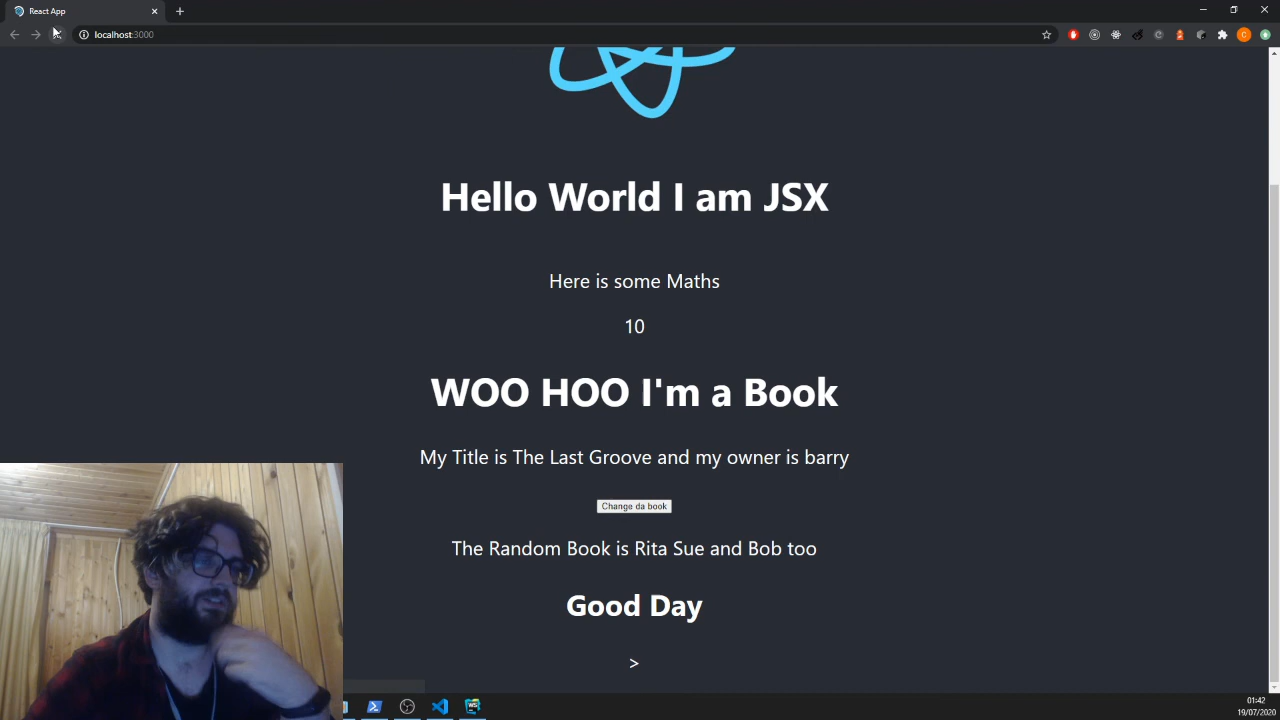 React App
localhost:3000
Hello World I am JSX
Here is some Maths
10
WOO HOO I'm a Book
My Title is The Last Groove and my owner is barry
Change da book
The Random Book is Rita Sue and Bob too
Good Day
>
01:42
19/07/2020